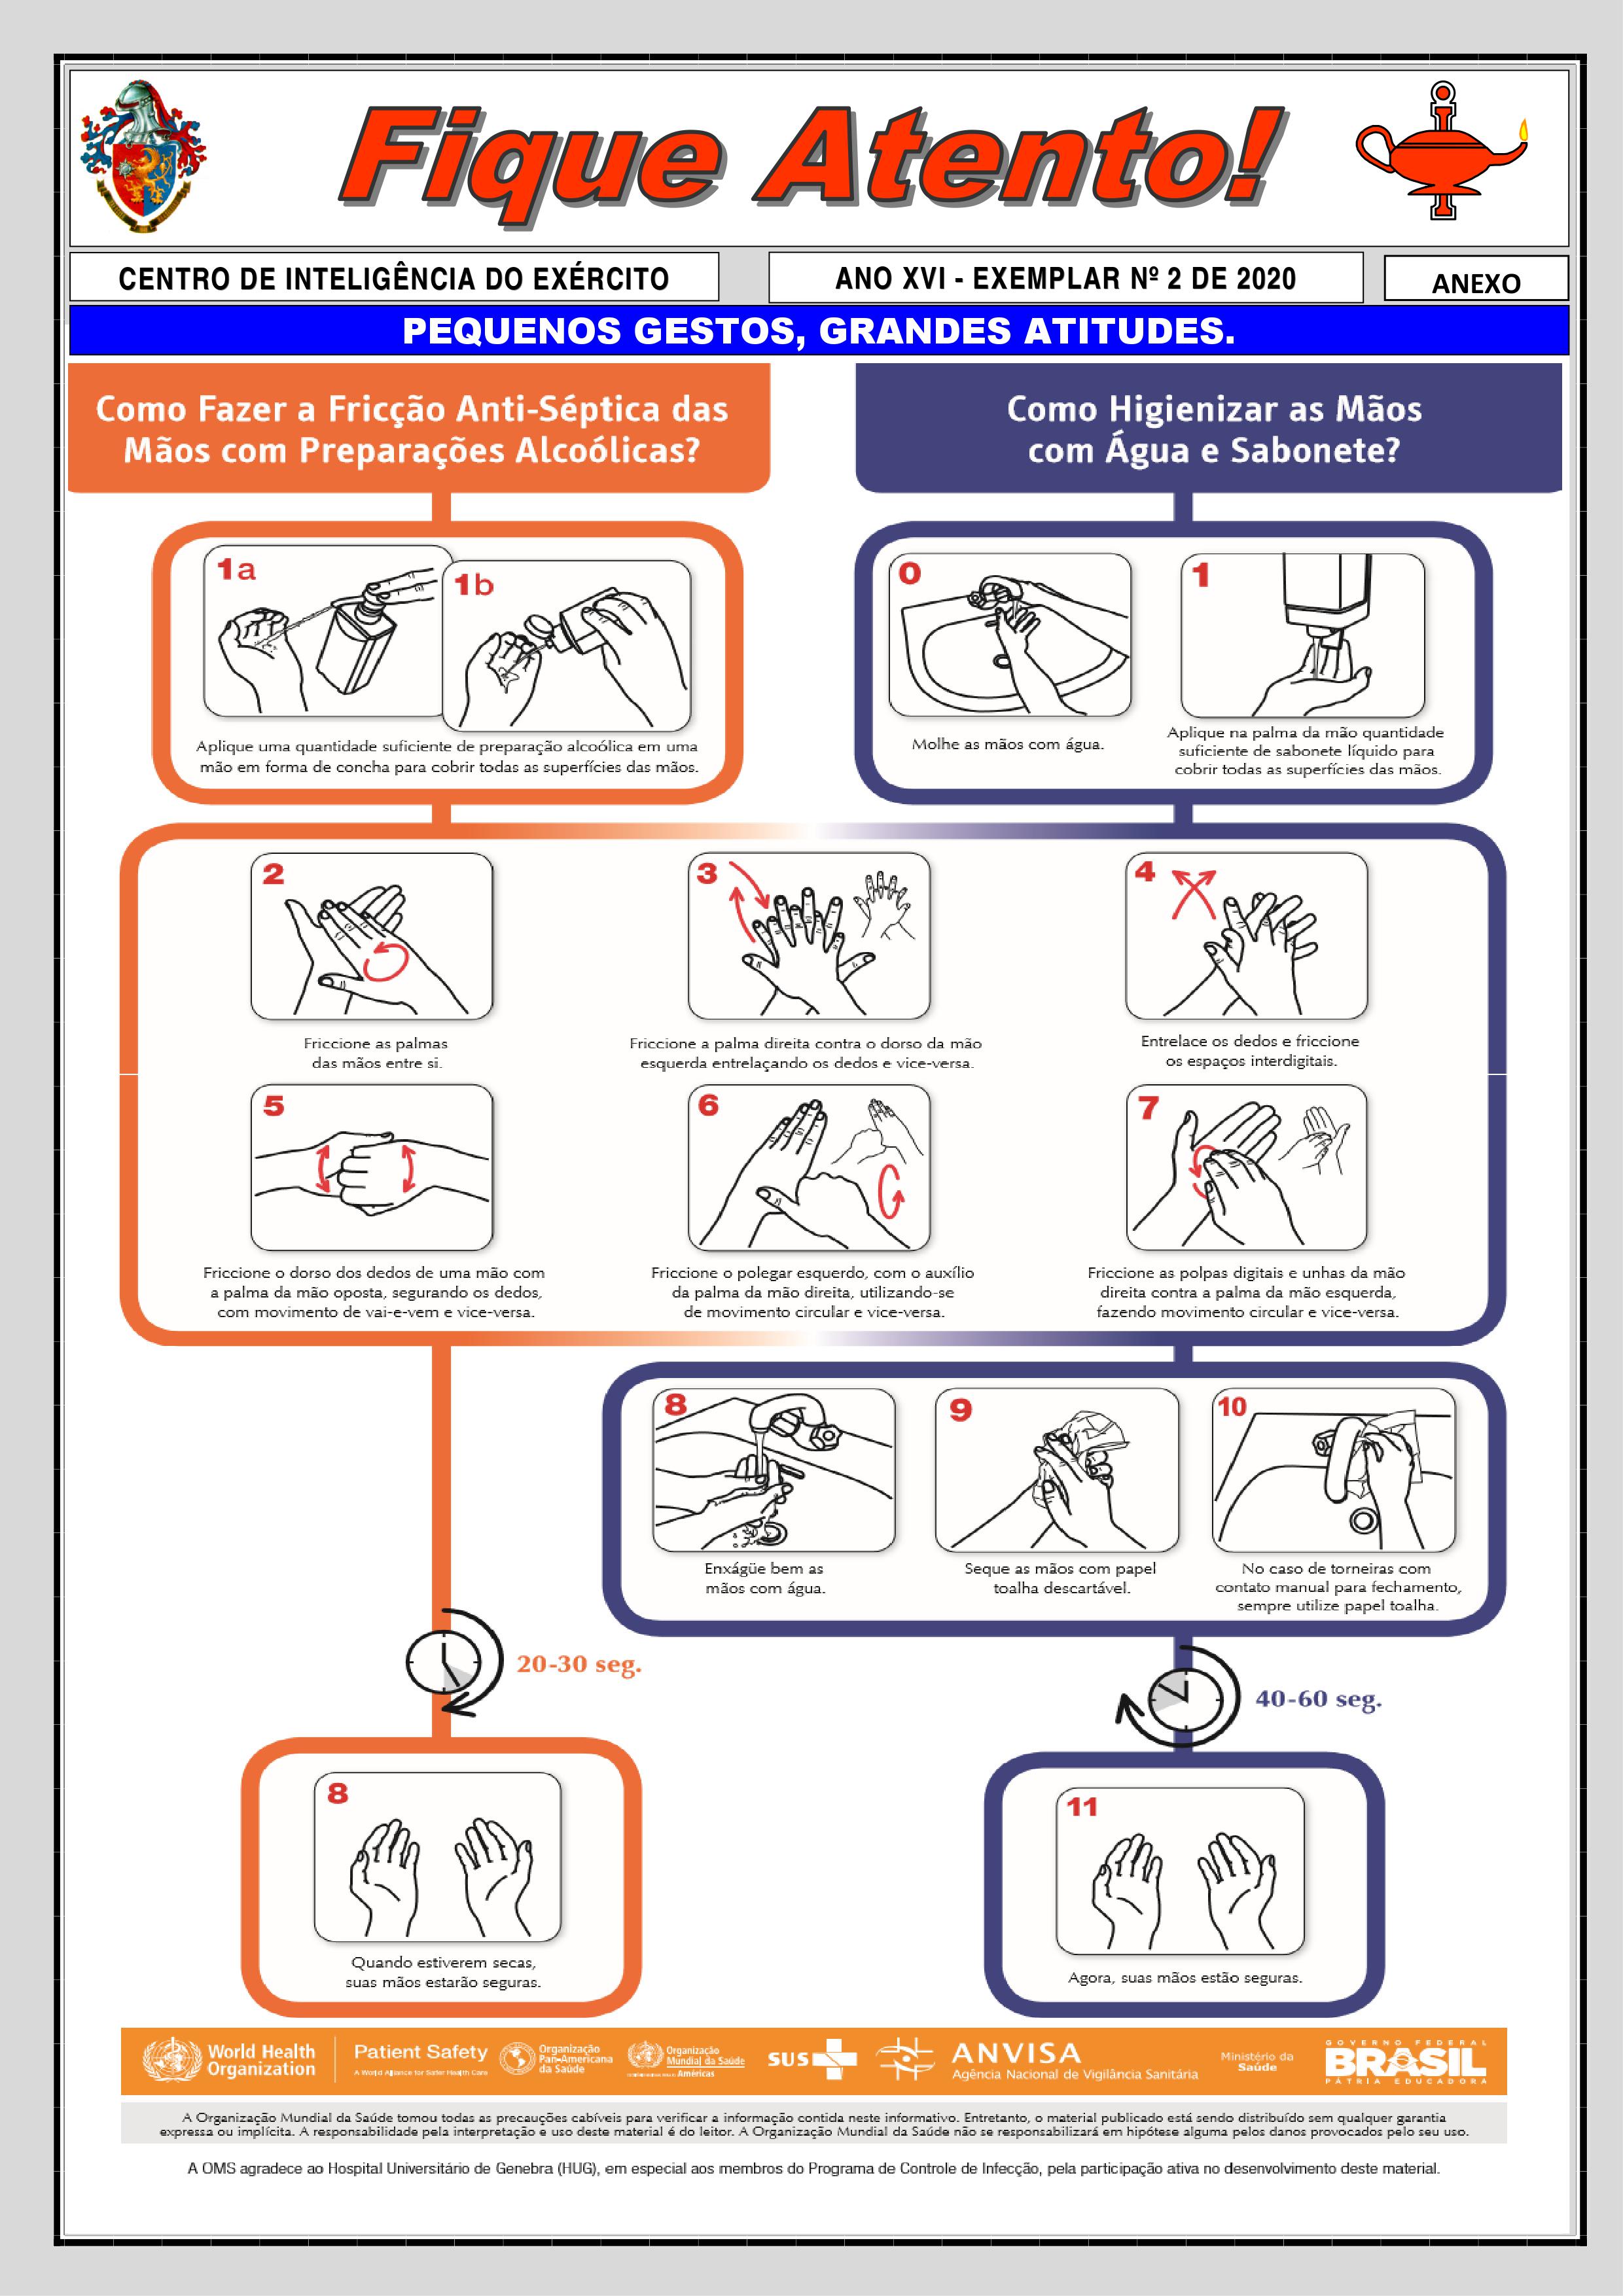 Fique Atento!
CENTRO DE INTELIGÊNCIA DO EXÉRCITO
ANO XVI - EXEMPLAR Nº 2 DE 2020
ANEXO
PEQUENOS GESTOS, GRANDES ATITUDES.
Como Fazer a Fricção Anti-Séptica das
Mãos com Preparações Alcoólicas?
Como Higienizar as Mãos
com Água e Sabonete?
1a
1b
Aplique uma quantidade suficiente de preparação alcoólica em uma
mão em forma de concha para cobrir todas as superfícies das mãos.
0
Molhe as mãos com água.
1
Aplique na palma da mão quantidade
suficiente de sabonete líquido para
cobrir todas as superfícies das mãos.
2
Friccione as palmas
das mãos entre si.
3
Friccione a palma direita contra o dorso da mão
esquerda entrelaçando os dedos e vice-versa.
4
Entrelace os dedos e friccione
os espaços interdigitais.
5
Friccione o dorso dos dedos de uma mão com
a palma da mão oposta, segurando os dedos,
com movimento de vai-e-vem e vice-versa.
6
Friccione o polegar esquerdo, com o auxílio
da palma da mão direita, utilizando-se
de movimento circular e vice-versa.
7
Friccione as polpas digitais e unhas da mão
direita contra a palma da mão esquerda,
fazendo movimento circular e vice-versa.
8
Enxágüe bem as
mãos com água.
9
Seque as mãos com papel
toalha descartável.
10
No caso de torneiras com
contato manual para fechamento,
sempre utilize papel toalha.
20-30 seg.
40-60 seg.
8
Quando estiverem secas,
suas mãos estarão seguras.
11
Agora, suas mãos estão seguras.
World Health
Organization
Patient Safety
A World Alliance for Safer Health Care
Organização
Pan-Americana
da Saúde
Organização
Mundial da Saúde
Américas
SUS
ANVISA
Agência Nacional de Vigilância Sanitária
Ministério da
Saúde
GOVERNO FEDERAL
BRASIL
PÁTRIA EDUCADORA
A Organização Mundial da Saúde tomou todas as precauções cabíveis para verificar a informação contida neste informativo. Entretanto, o material publicado está sendo distribuído sem qualquer garantia
expressa ou implícita. A responsabilidade pela interpretação e uso deste material é do leitor. A Organização Mundial da Saúde não se responsabilizará em hipótese alguma pelos danos provocados pelo seu uso.
A OMS agradece ao Hospital Universitário de Genebra (HUG), em especial aos membros do Programa de Controle de Infecção, pela participação ativa no desenvolvimento deste material.